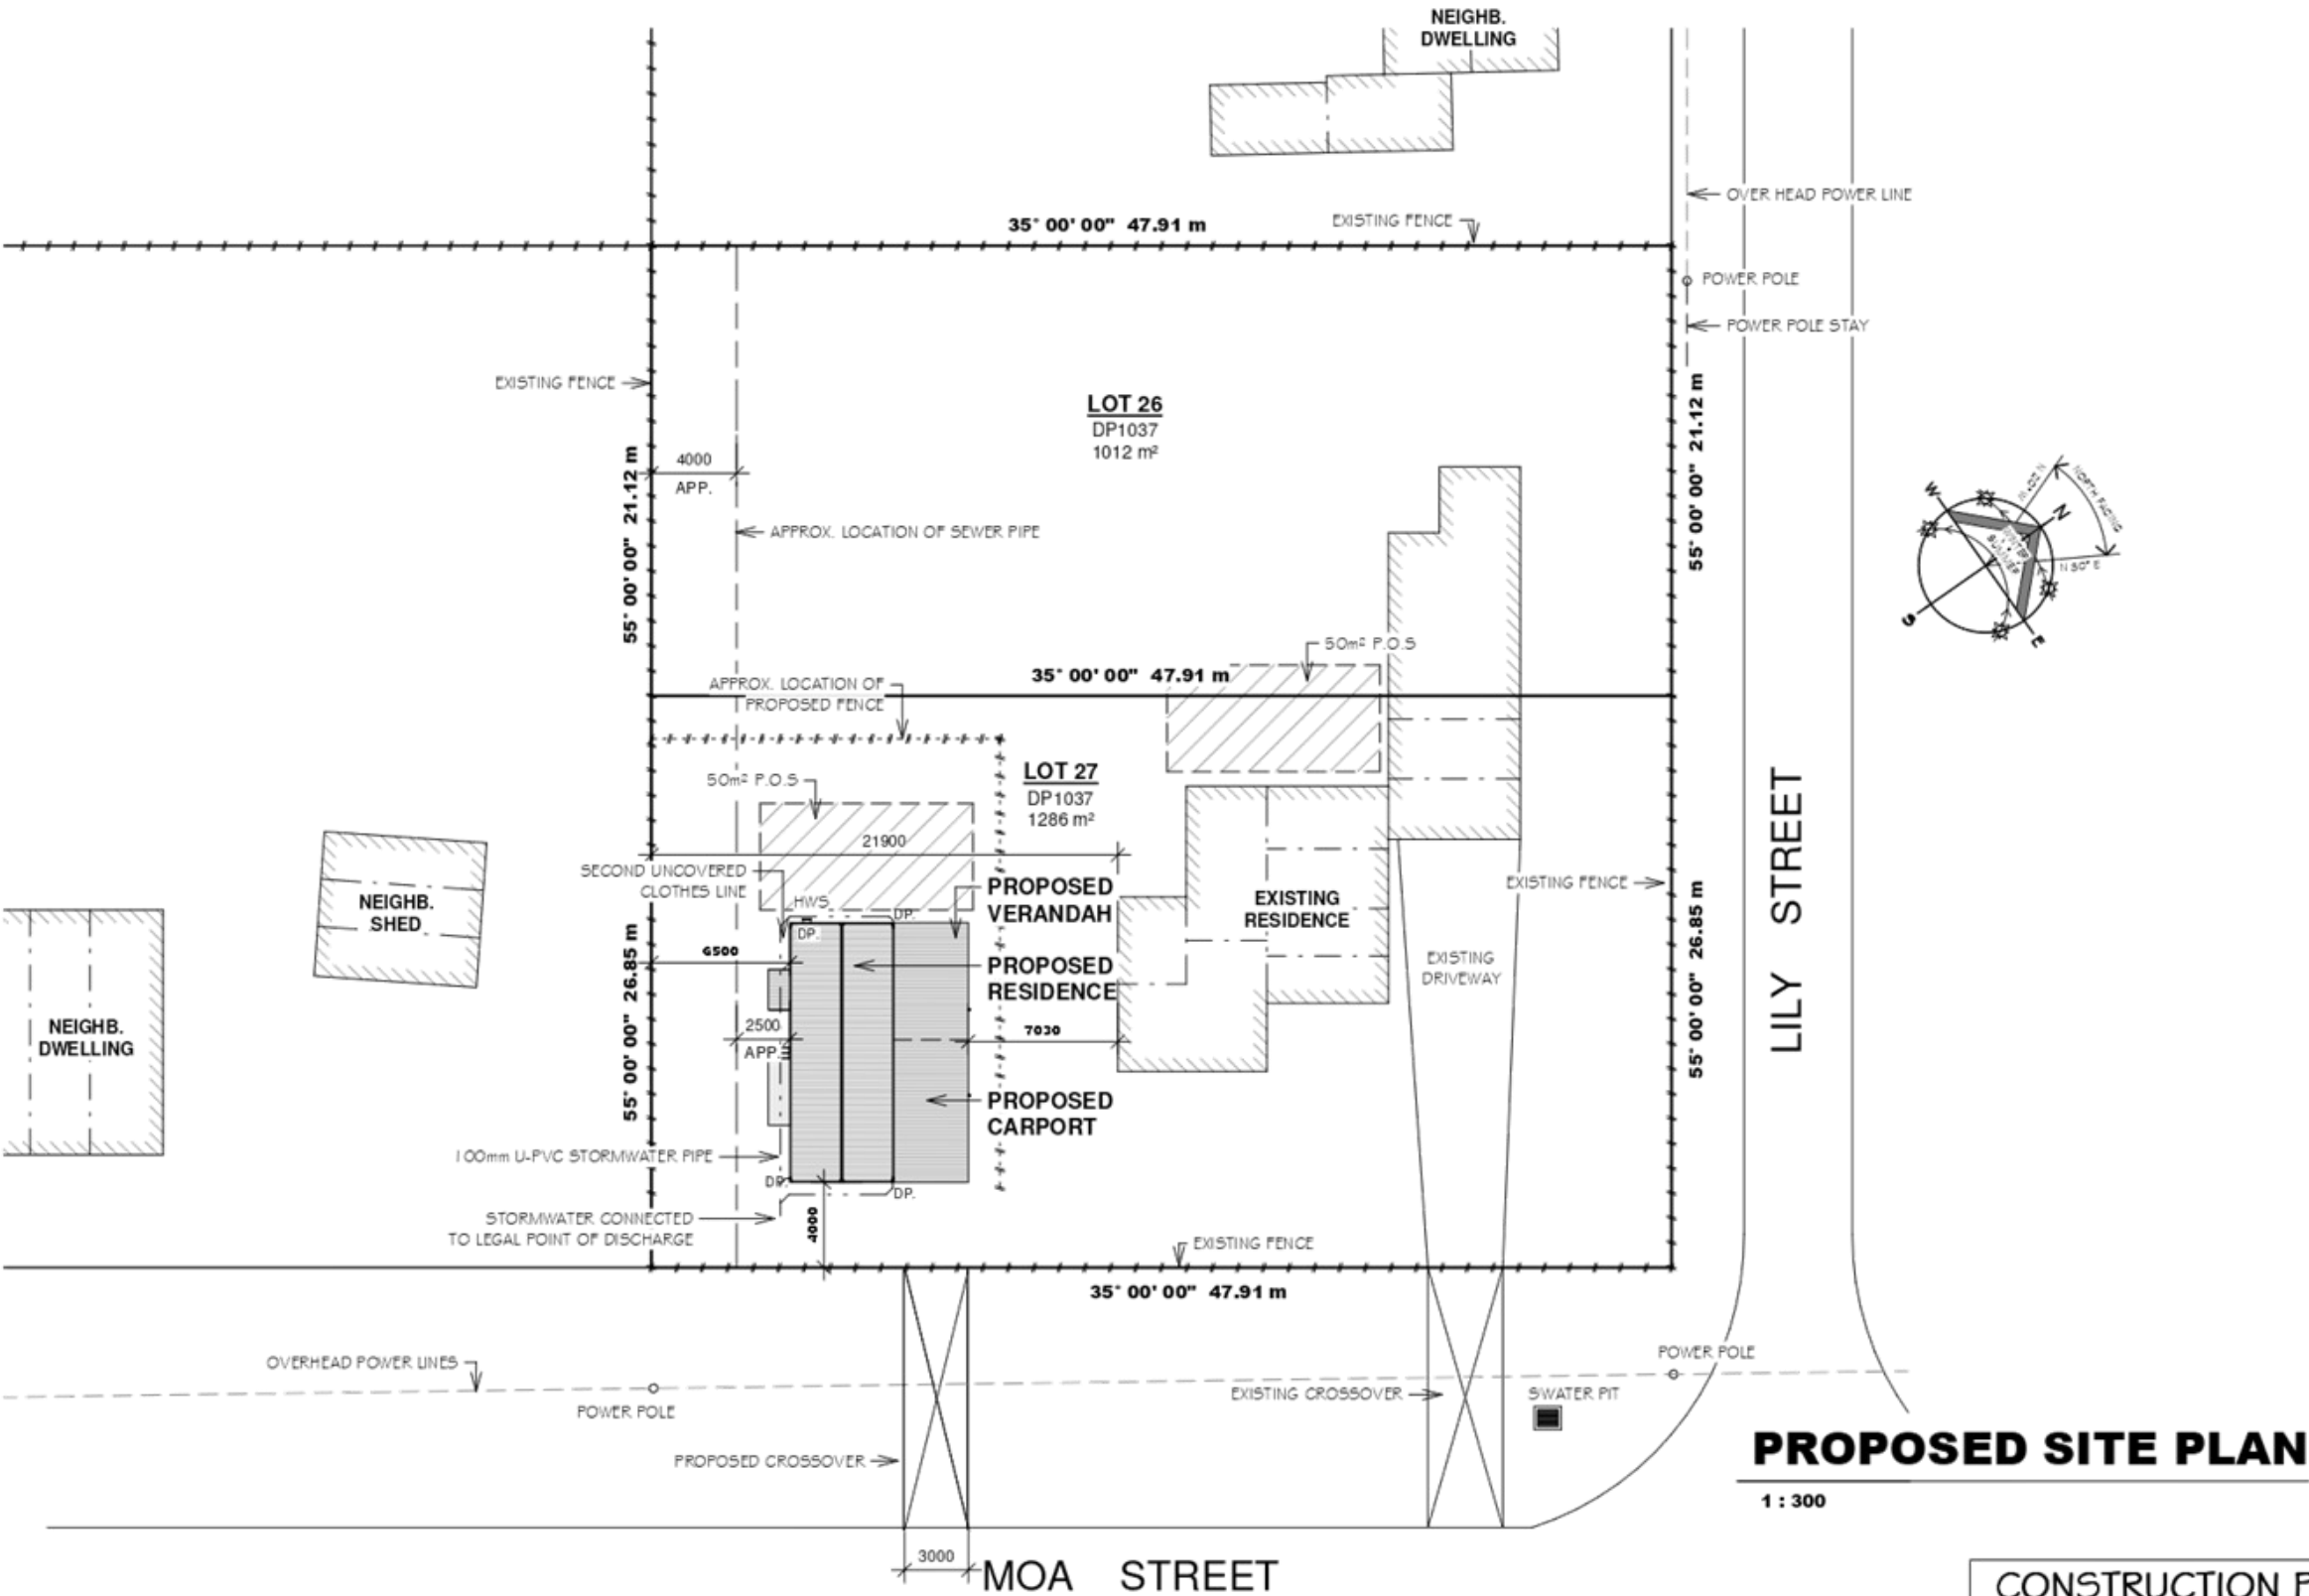 NEIGHB.
DWELLING
OVER HEAD POWER LINE
35° 00' 00" 47.91 m
EXISTING FENCE
POWER POLE
POWER POLE STAY
EXISTING FENCE
LOT 26
DP1037
1012 m²
55° 00' 00" 21.12 m
55° 00' 00" 21.12 m
4000
APP.
APPROX. LOCATION OF SEWER PIPE
W
N
S
E
NORTH FACING
WINTER
SUMMER
50m² P.O.S
35° 00' 00" 47.91 m
APPROX. LOCATION OF
PROPOSED FENCE
LOT 27
DP1037
1286 m²
50m² P.O.S
21900
SECOND UNCOVERED
CLOTHES LINE
HWS
DP.
DP.
PROPOSED
VERANDAH
EXISTING
RESIDENCE
EXISTING FENCE
LILY STREET
NEIGHB.
SHED
6500
PROPOSED
RESIDENCE
EXISTING
DRIVEWAY
55° 00' 00" 26.85 m
55° 00' 00" 26.85 m
NEIGHB.
DWELLING
2500
APP.
7030
PROPOSED
CARPORT
100mm U-PVC STORMWATER PIPE
DP.
DP.
STORMWATER CONNECTED
TO LEGAL POINT OF DISCHARGE
4000
EXISTING FENCE
35° 00' 00" 47.91 m
OVERHEAD POWER LINES
POWER POLE
POWER POLE
EXISTING CROSSOVER
SWATER PIT
PROPOSED CROSSOVER
PROPOSED SITE PLAN
1 : 300
3000
MOA STREET
CONSTRUCTION